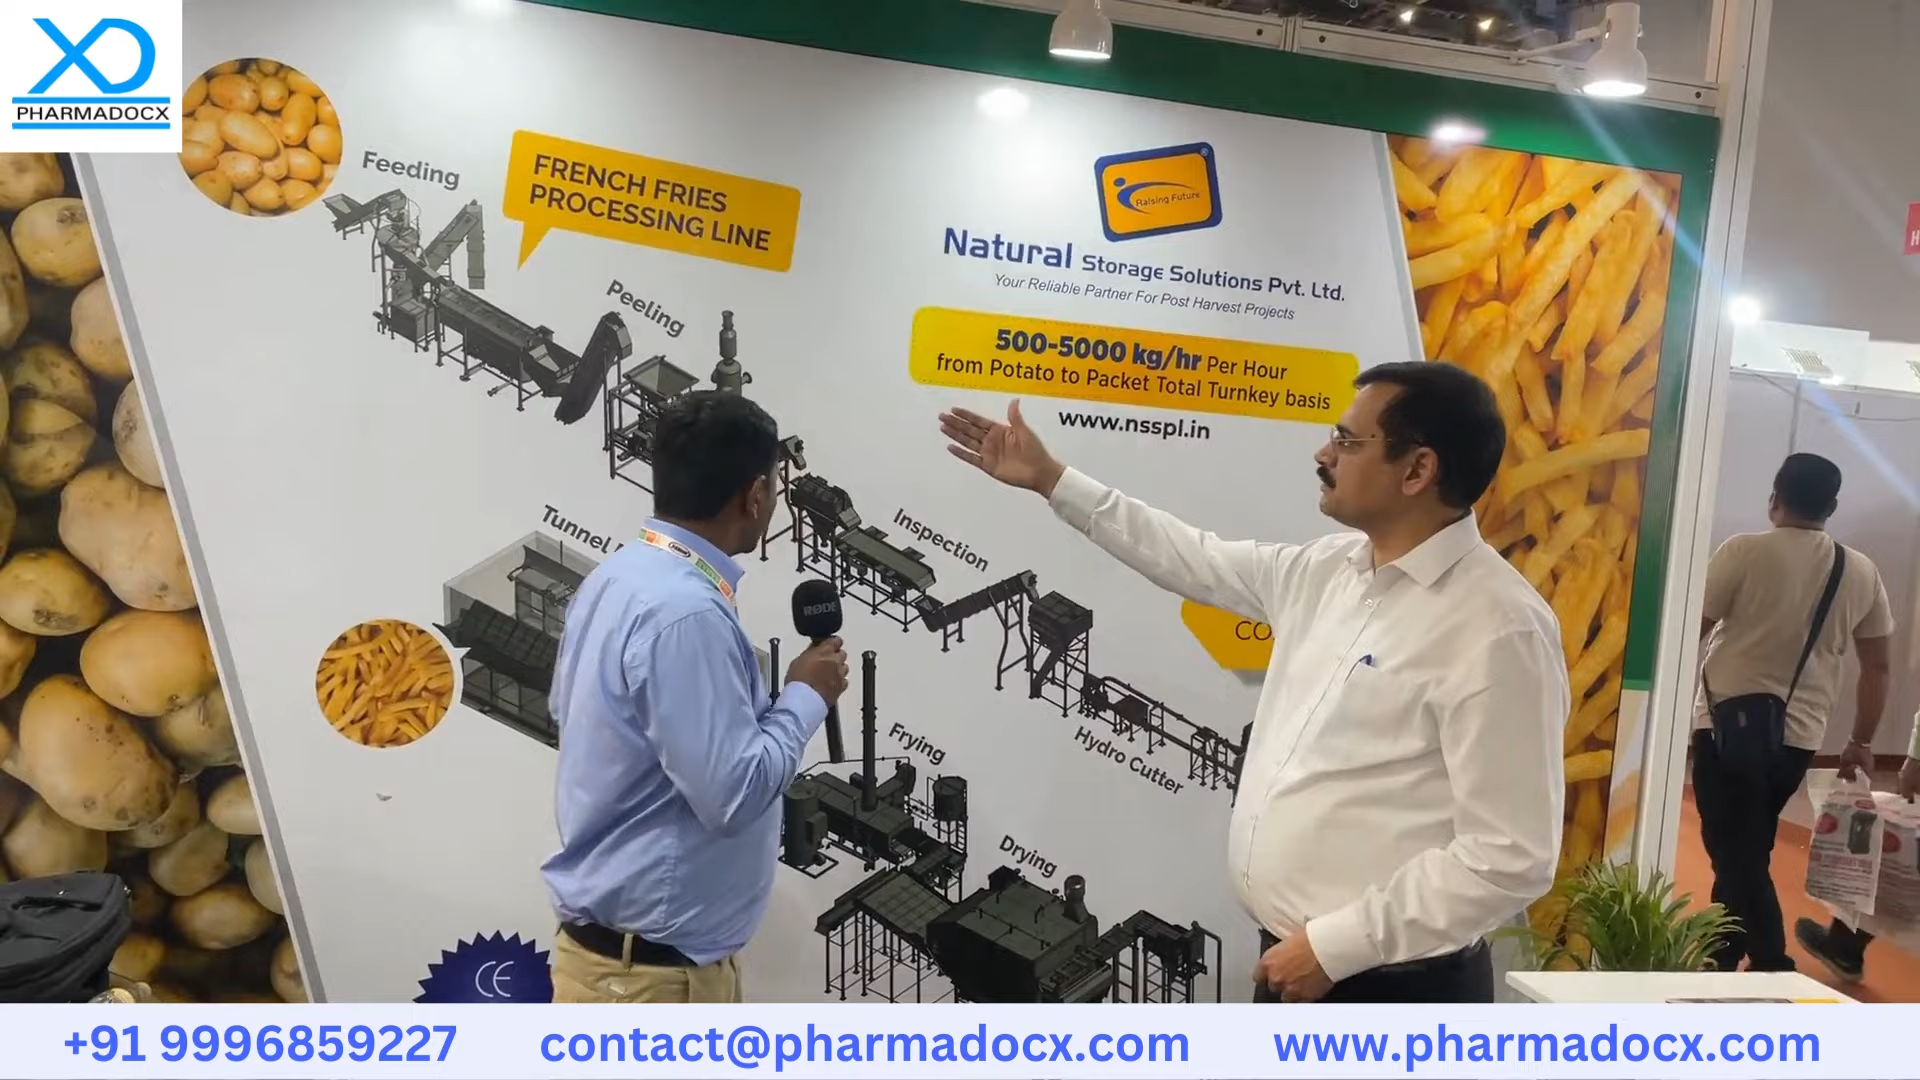 PHARMADOCX
Feeding
FRENCH FRIES
PROCESSING LINE
Raising Future
®
Natural Storage Solutions Pvt. Ltd.
Your Reliable Partner For Post Harvest Projects
Peeling
500-5000 kg/hr Per Hour
from Potato to Packet Total Turnkey basis
www.nsspl.in
Tunnel
Inspection
RØDE
CO
Hydro Cutter
Frying
Drying
CE
+91 9996859227
contact@pharmadocx.com
www.pharmadocx.com